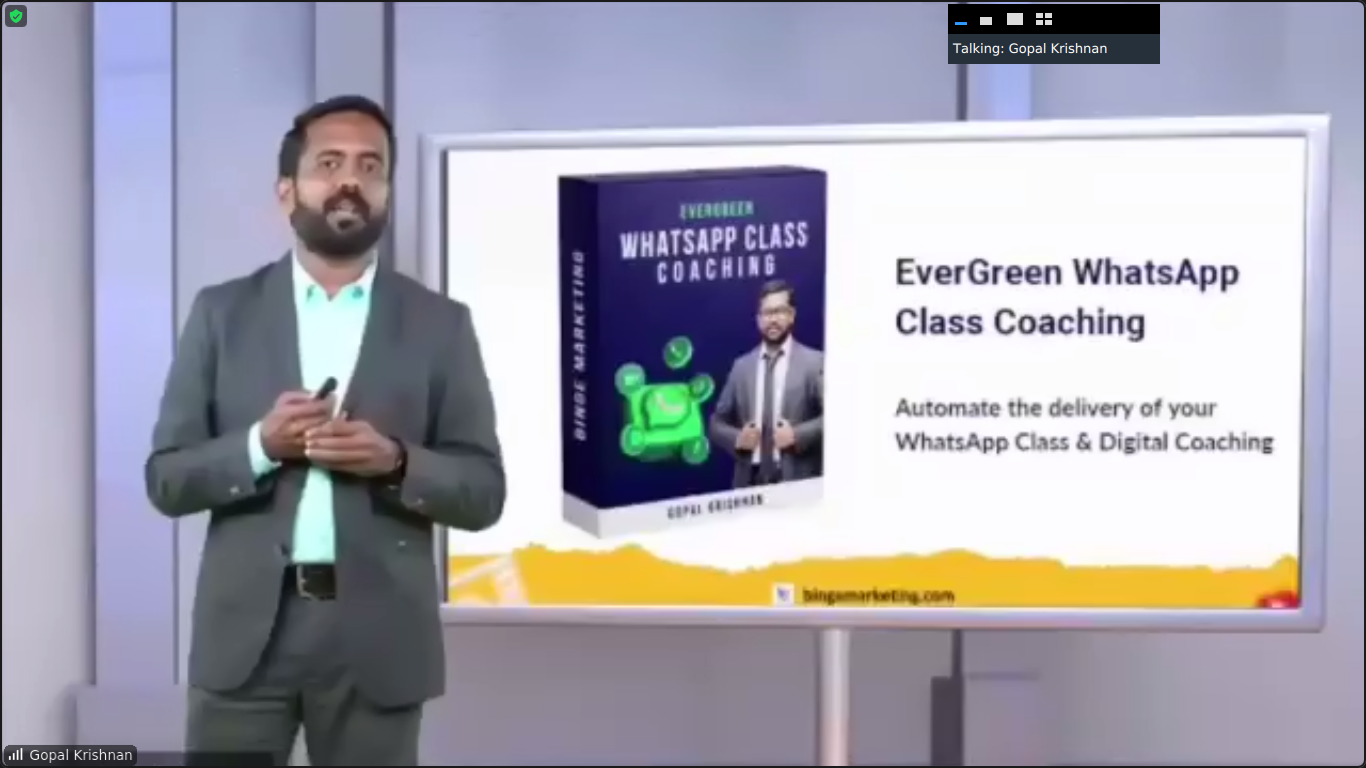 Talking: Gopal Krishnan
EVERGREEN
WHATSAPP CLASS
COACHING
BINGE MARKETING
GOPAL KRISHNAN
EverGreen WhatsApp
Class Coaching
Automate the delivery of your
WhatsApp Class & Digital Coaching
bingemarketing.com
Gopal Krishnan